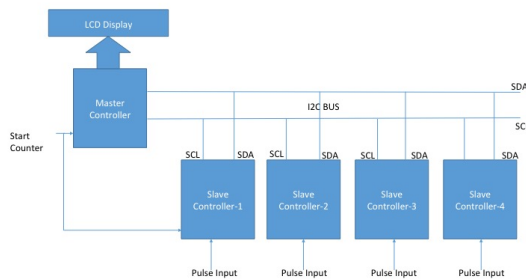 LCD Display
Master
Controller
SDA
I2C BUS
Start
Counter
SCL
SDA
SCL
SDA
SCL
SDA
SDA
Slave
Controller-1
Slave
Controller-2
Slave
Controller-3
Slave
Controller-4
Pulse Input
Pulse Input
Pulse Input
Pulse Input